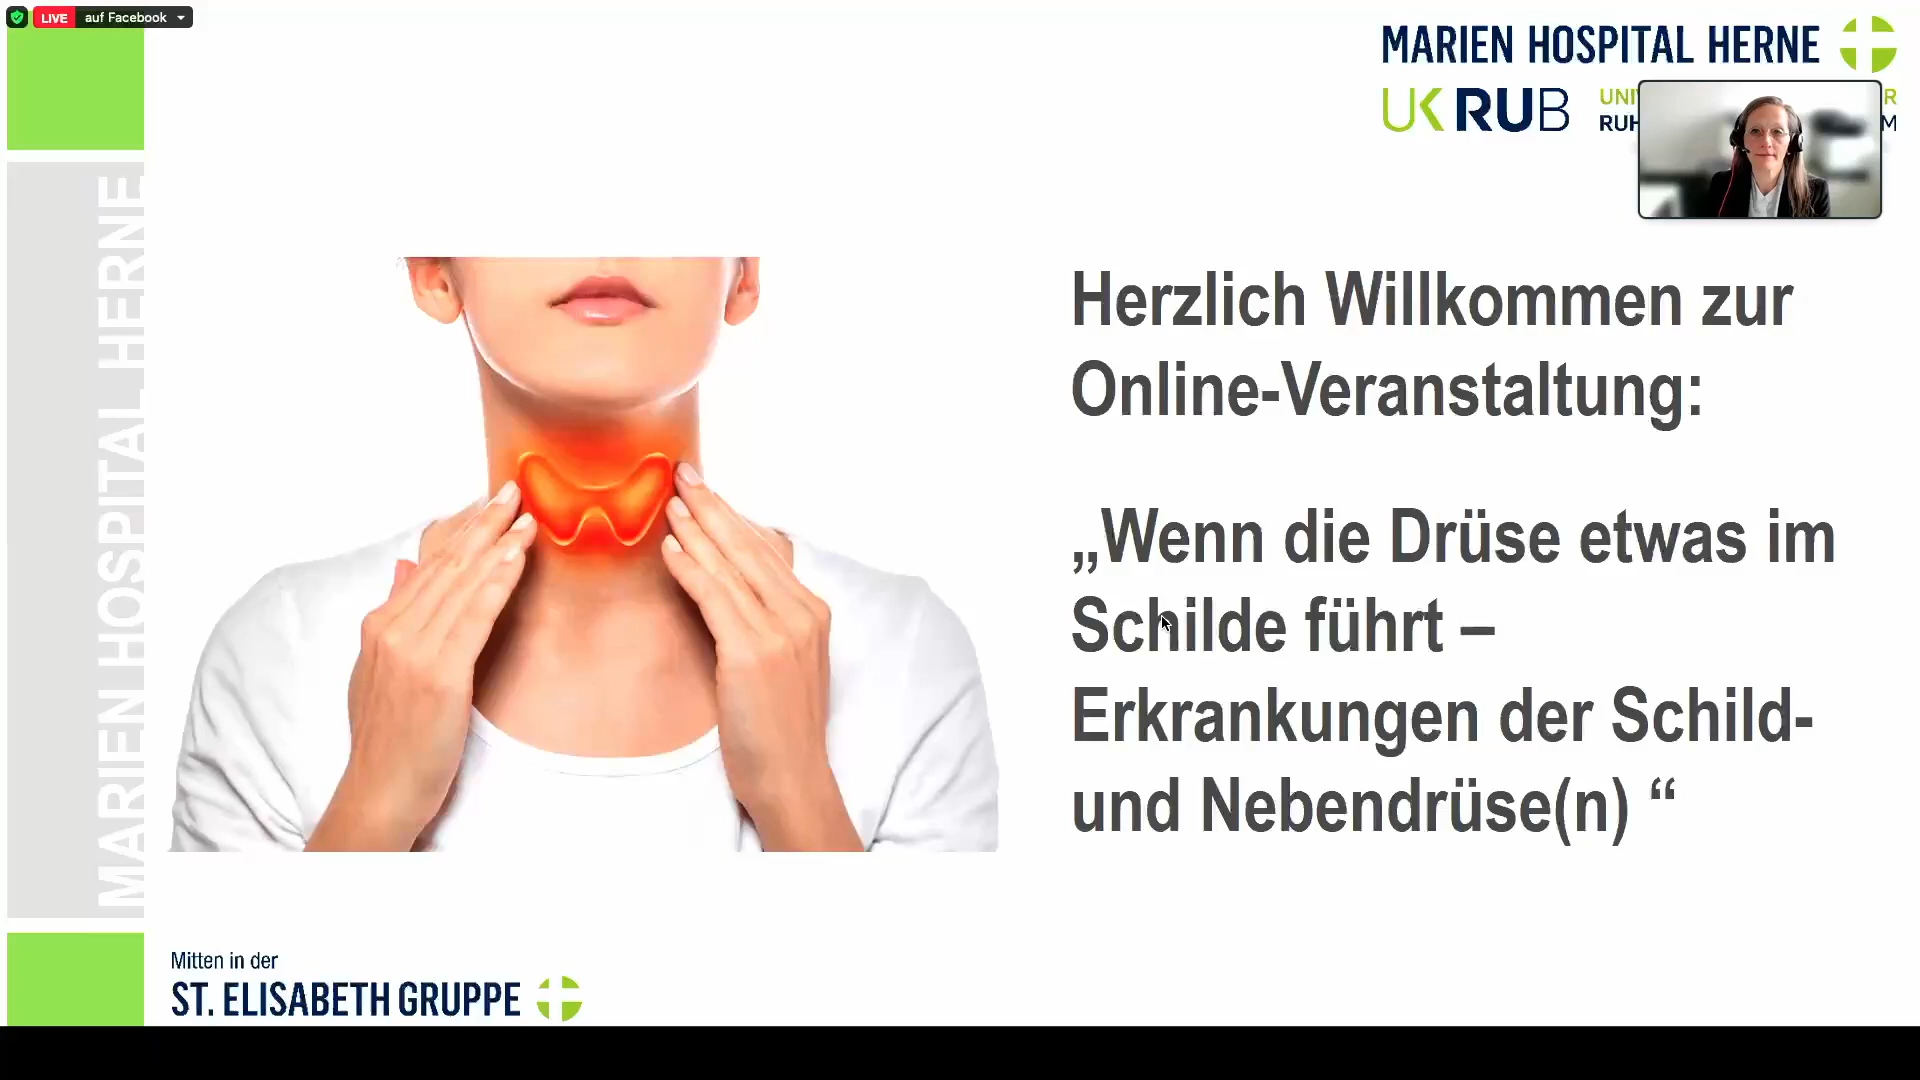 LIVE auf Facebook
MARIEN HOSPITAL HERNE
UK RUB
MARIEN HOSPITAL HERNE
Herzlich Willkommen zur
Online-Veranstaltung:
„Wenn die Drüse etwas im
Schilde führt –
Erkrankungen der Schild-
und Nebendrüse(n) “
Mitten in der
ST. ELISABETH GRUPPE